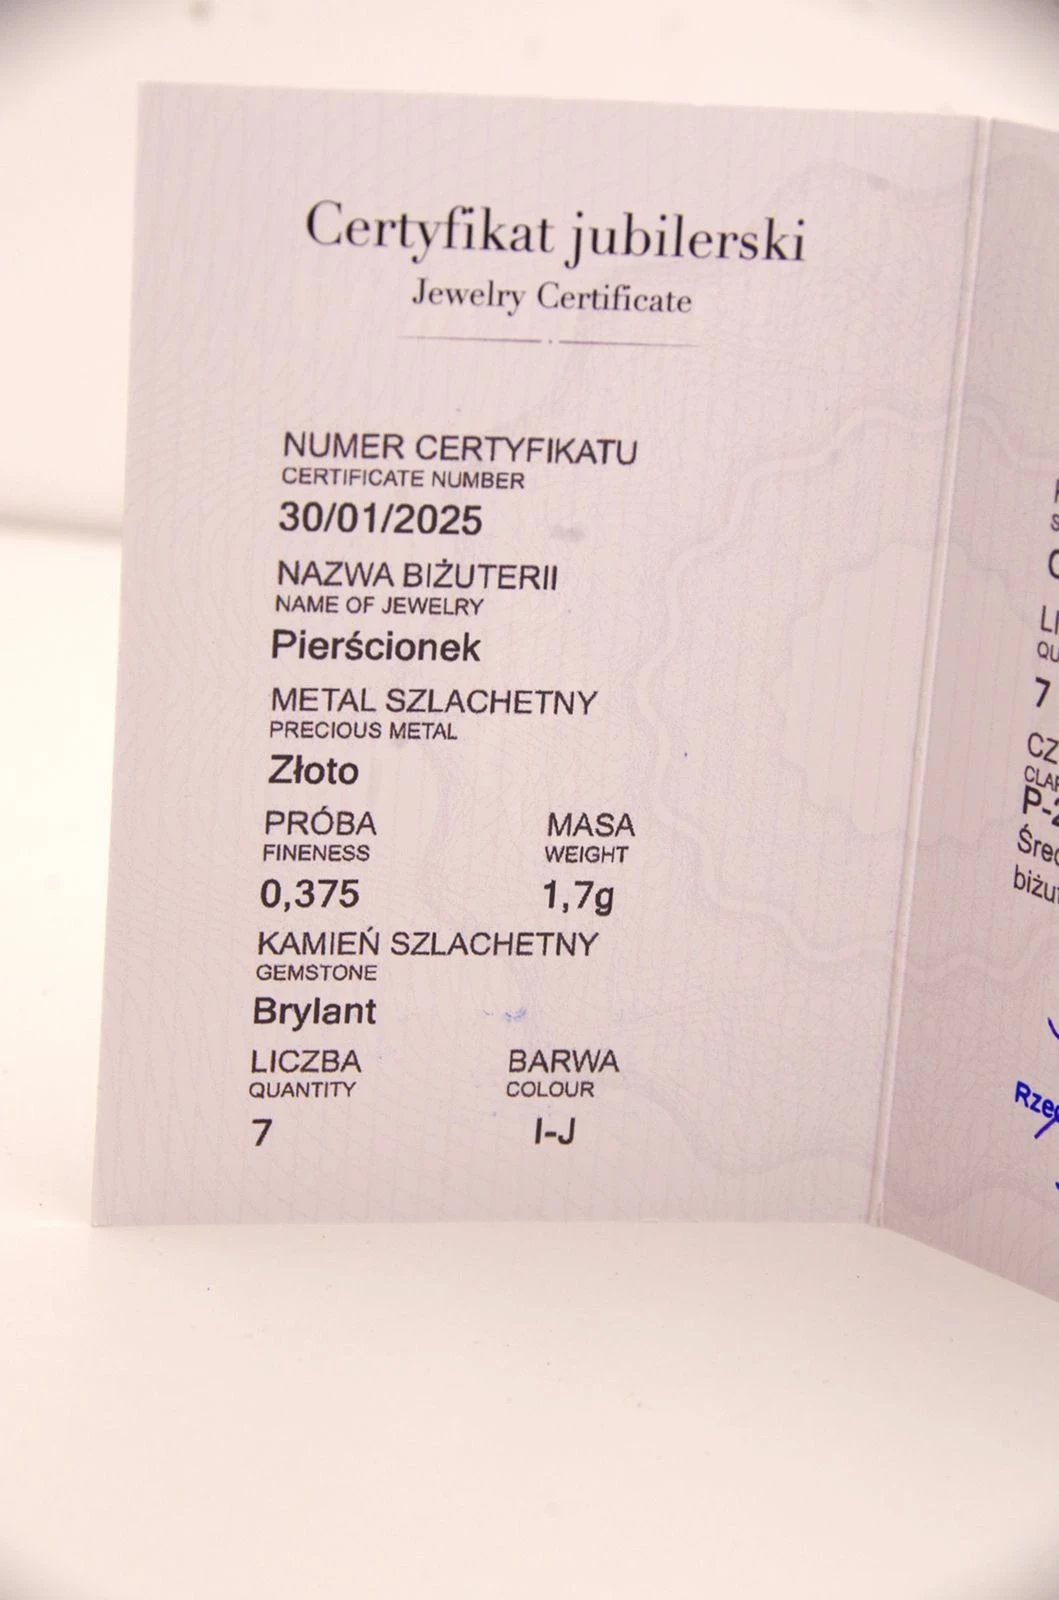 Certyfikat jubilerski
Jewelry Certificate
NUMER CERTYFIKATU
CERTIFICATE NUMBER
30/01/2025
NAZWA BIŻUTERII
NAME OF JEWELRY
Pierścionek
METAL SZLACHETNY
PRECIOUS METAL
Złoto
PRÓBA MASA
FINENESS WEIGHT
0,375 1,7g
KAMIEŃ SZLACHETNY
GEMSTONE
Brylant
LICZBA BARWA
QUANTITY COLOUR
7 I-J
7